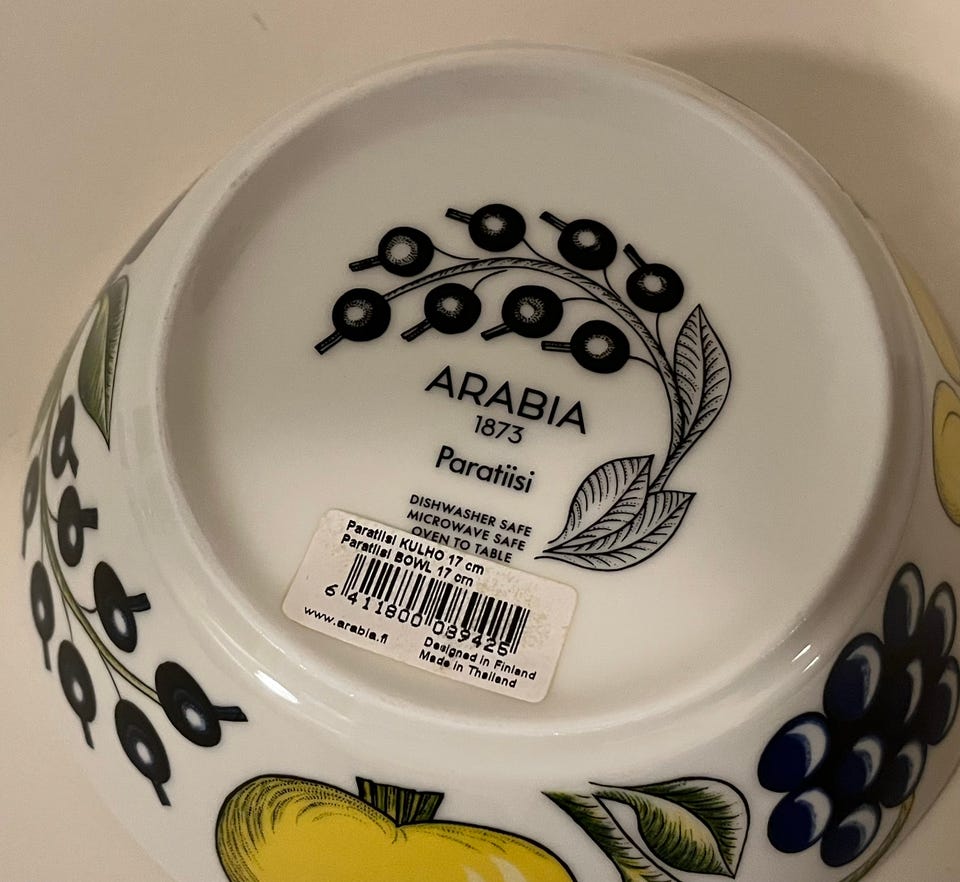 ARABIA
1873
Paratiisi
DISHWASHER SAFE
MICROWAVE SAFE
OVEN TO TABLE
Paratiisi KULHO 17 cm
Paratiisi BOWL 17 cm
6 411800 089425
www.arabia.fi
Designed in Finland
Made in Thailand